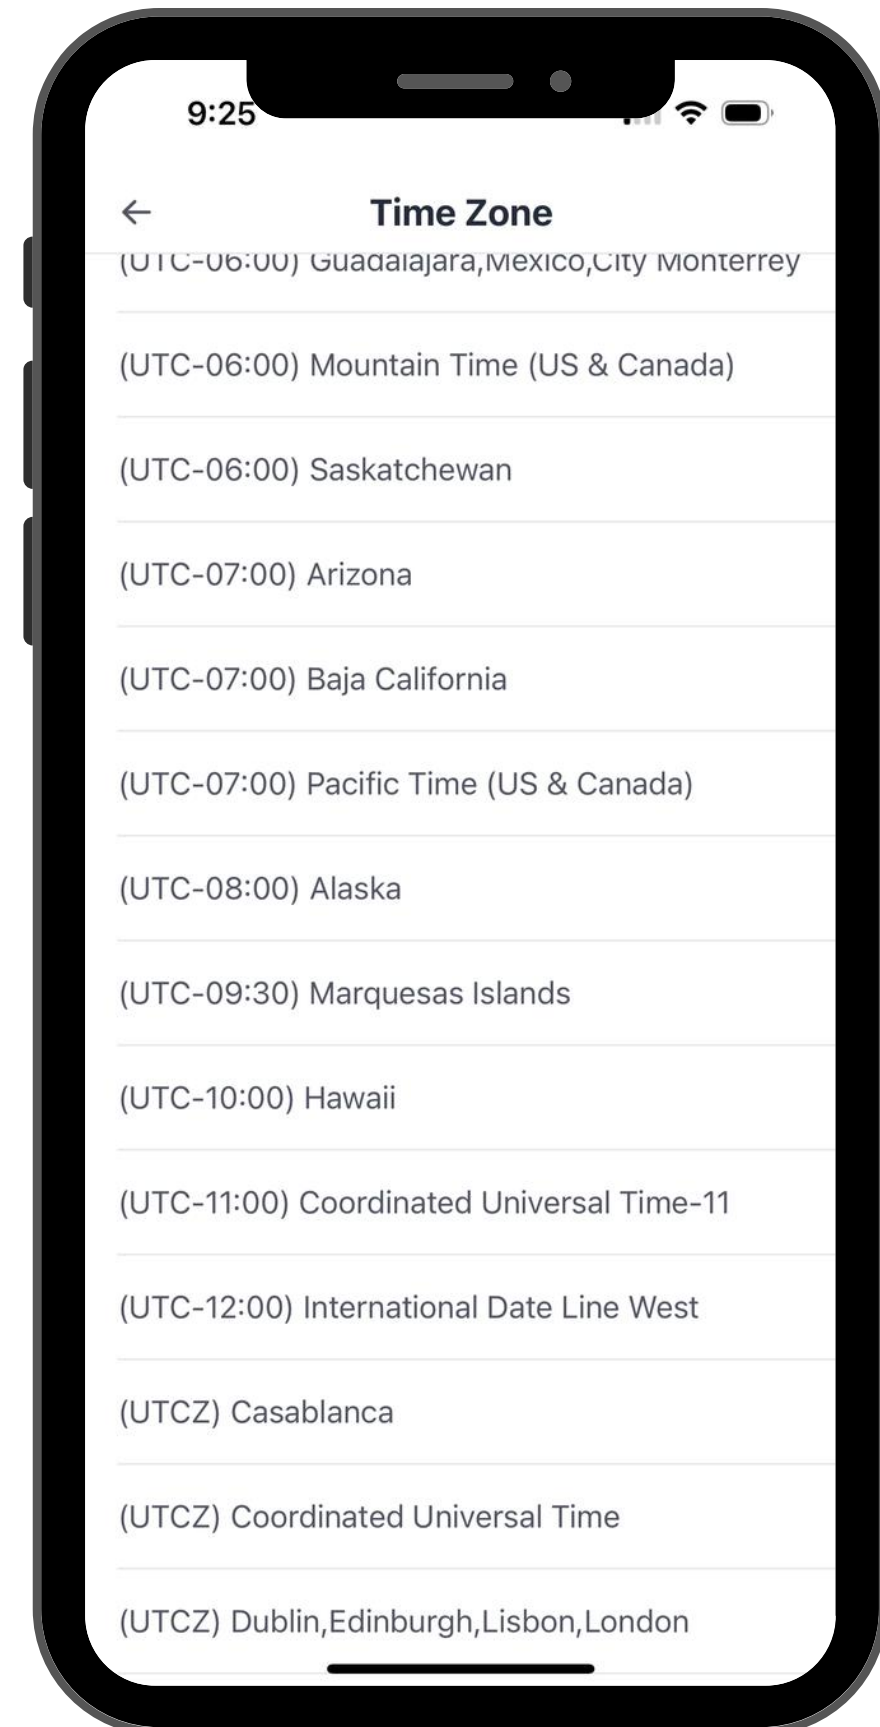 9:25
Time Zone
(UTC-06:00) Guadalajara,Mexico,City Monterrey
(UTC-06:00) Mountain Time (US & Canada)
(UTC-06:00) Saskatchewan
(UTC-07:00) Arizona
(UTC-07:00) Baja California
(UTC-07:00) Pacific Time (US & Canada)
(UTC-08:00) Alaska
(UTC-09:30) Marquesas Islands
(UTC-10:00) Hawaii
(UTC-11:00) Coordinated Universal Time-11
(UTC-12:00) International Date Line West
(UTCZ) Casablanca
(UTCZ) Coordinated Universal Time
(UTCZ) Dublin,Edinburgh,Lisbon,London